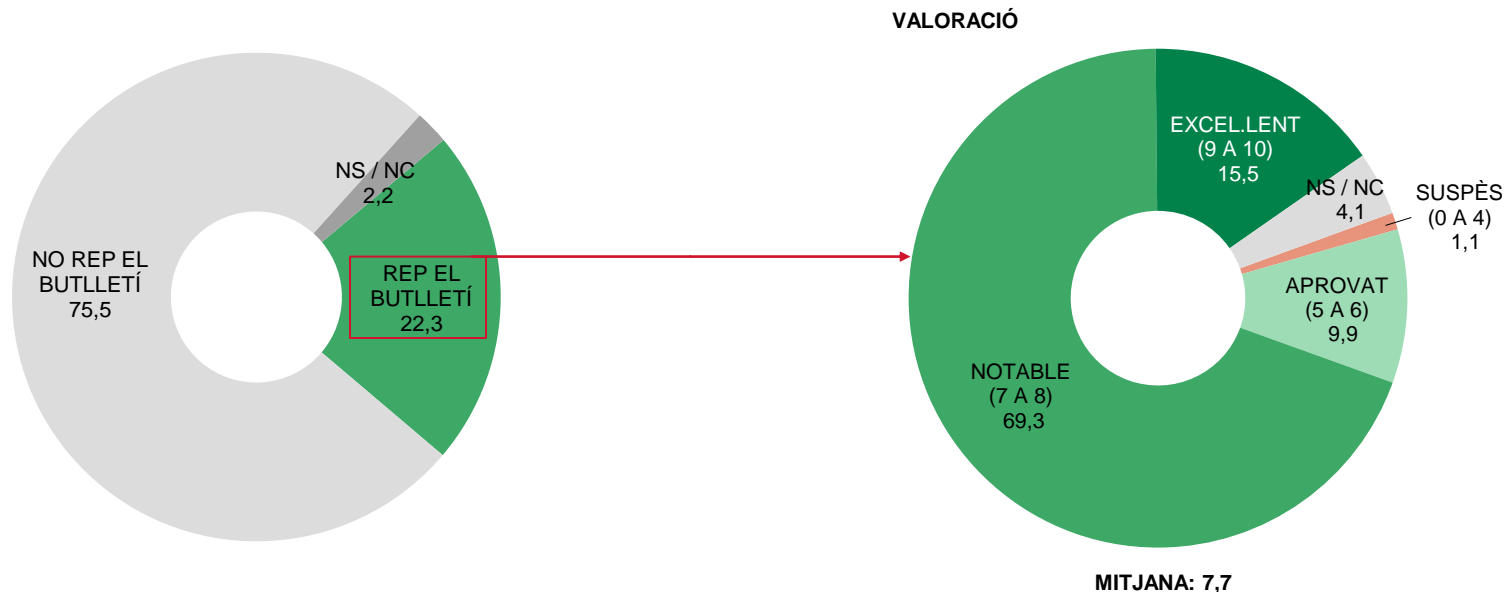 VALORACIÓ
NS / NC
2,2
NO REP EL
BUTLLETÍ
75,5
REP EL
BUTLLETÍ
22,3
EXCEL.LENT
(9 A 10)
15,5
NS / NC
4,1
SUSPÈS
(0 A 4)
1,1
APROVAT
(5 A 6)
9,9
NOTABLE
(7 A 8)
69,3
MITJANA: 7,7